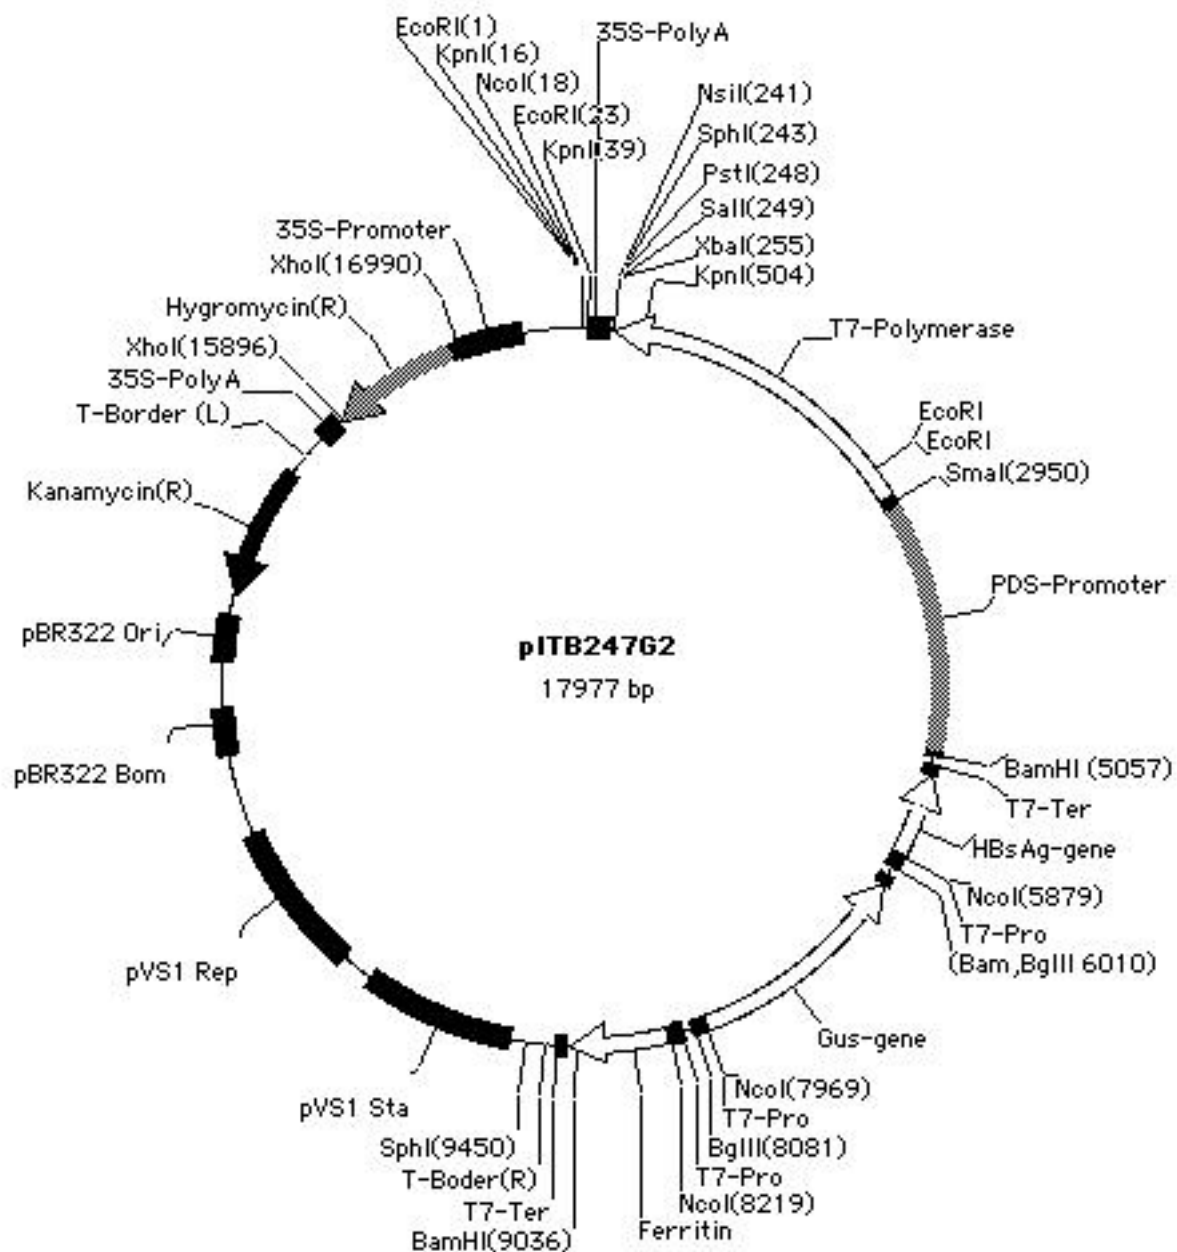 EcoRI(1)
KpnI(16)
NcoI(18)
EcoRI(23)
KpnI(39)
35S-PolyA
NsiI(241)
SphI(243)
PstI(248)
SalI(249)
XbaI(255)
KpnI(504)
T7-Polymerase
EcoRI
EcoRI
SmaI(2950)
PDS-Promoter
BamHI (5057)
T7-Ter
HBsAg-gene
NcoI(5879)
T7-Pro
(Bam,BglII 6010)
Gus-gene
NcoI(7969)
T7-Pro
BglII(8081)
T7-Pro
NcoI(8219)
Ferritin
BamHI(9036)
T7-Ter
T-Boder(R)
SphI(9450)
pVS1 Sta
pVS1 Rep
pBR322 Bom
pBR322 Ori
Kanamycin(R)
T-Border (L)
35S-PolyA
XhoI(15896)
Hygromycin(R)
XhoI(16990)
35S-Promoter
pITB247G2
17977 bp